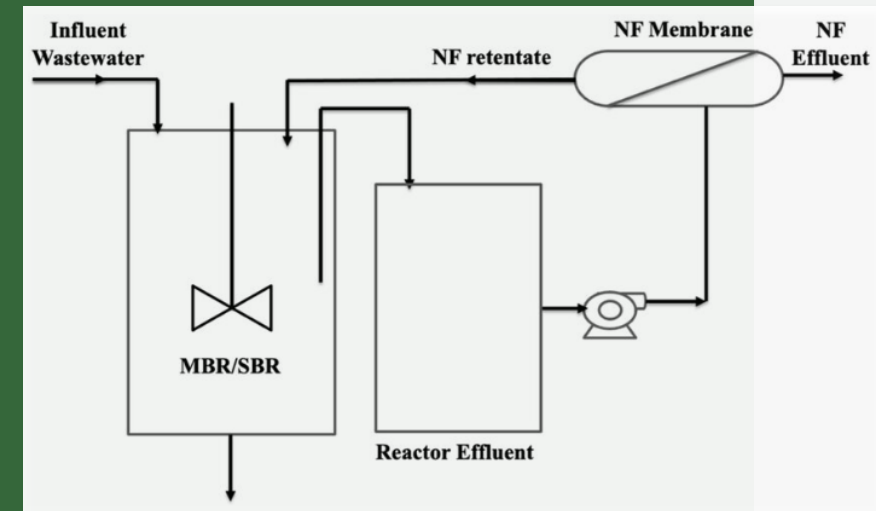 Influent
Wastewater
NF retentate
NF Membrane
NF
Effluent
MBR/SBR
Reactor Effluent